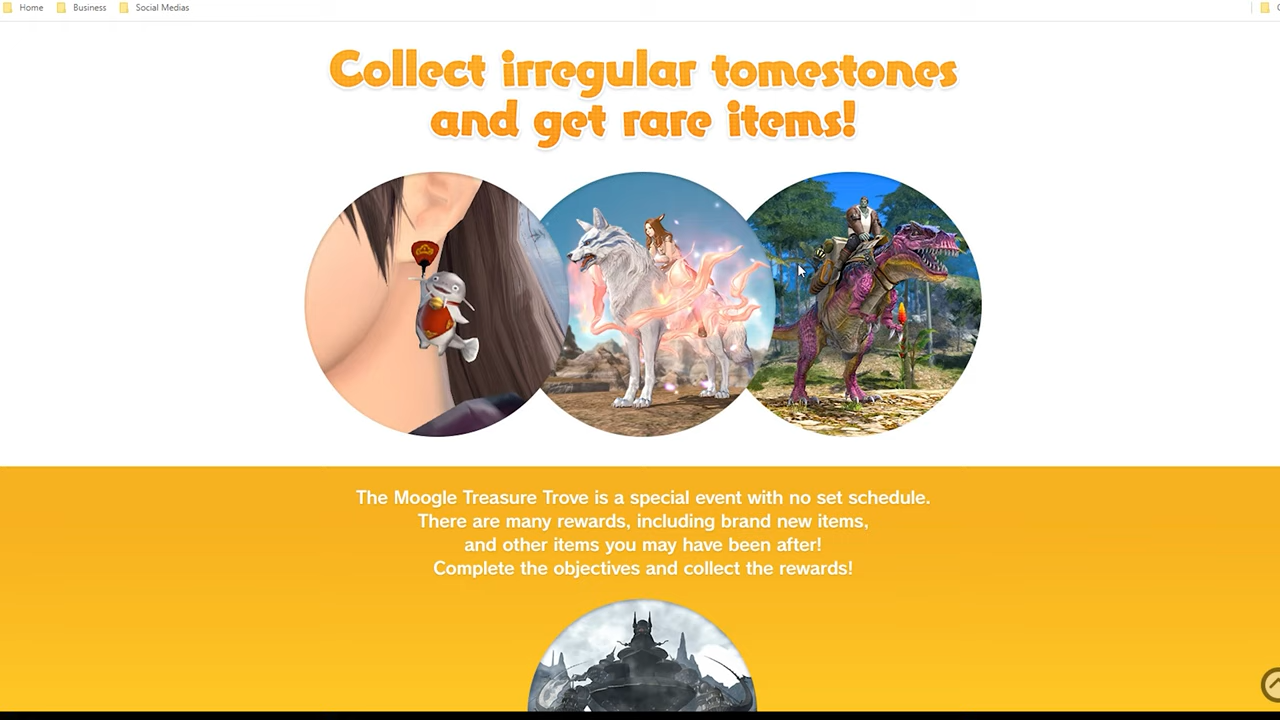 Home Business Social Medias
Collect irregular tomestones
and get rare items!
The Moogle Treasure Trove is a special event with no set schedule.
There are many rewards, including brand new items,
and other items you may have been after!
Complete the objectives and collect the rewards!